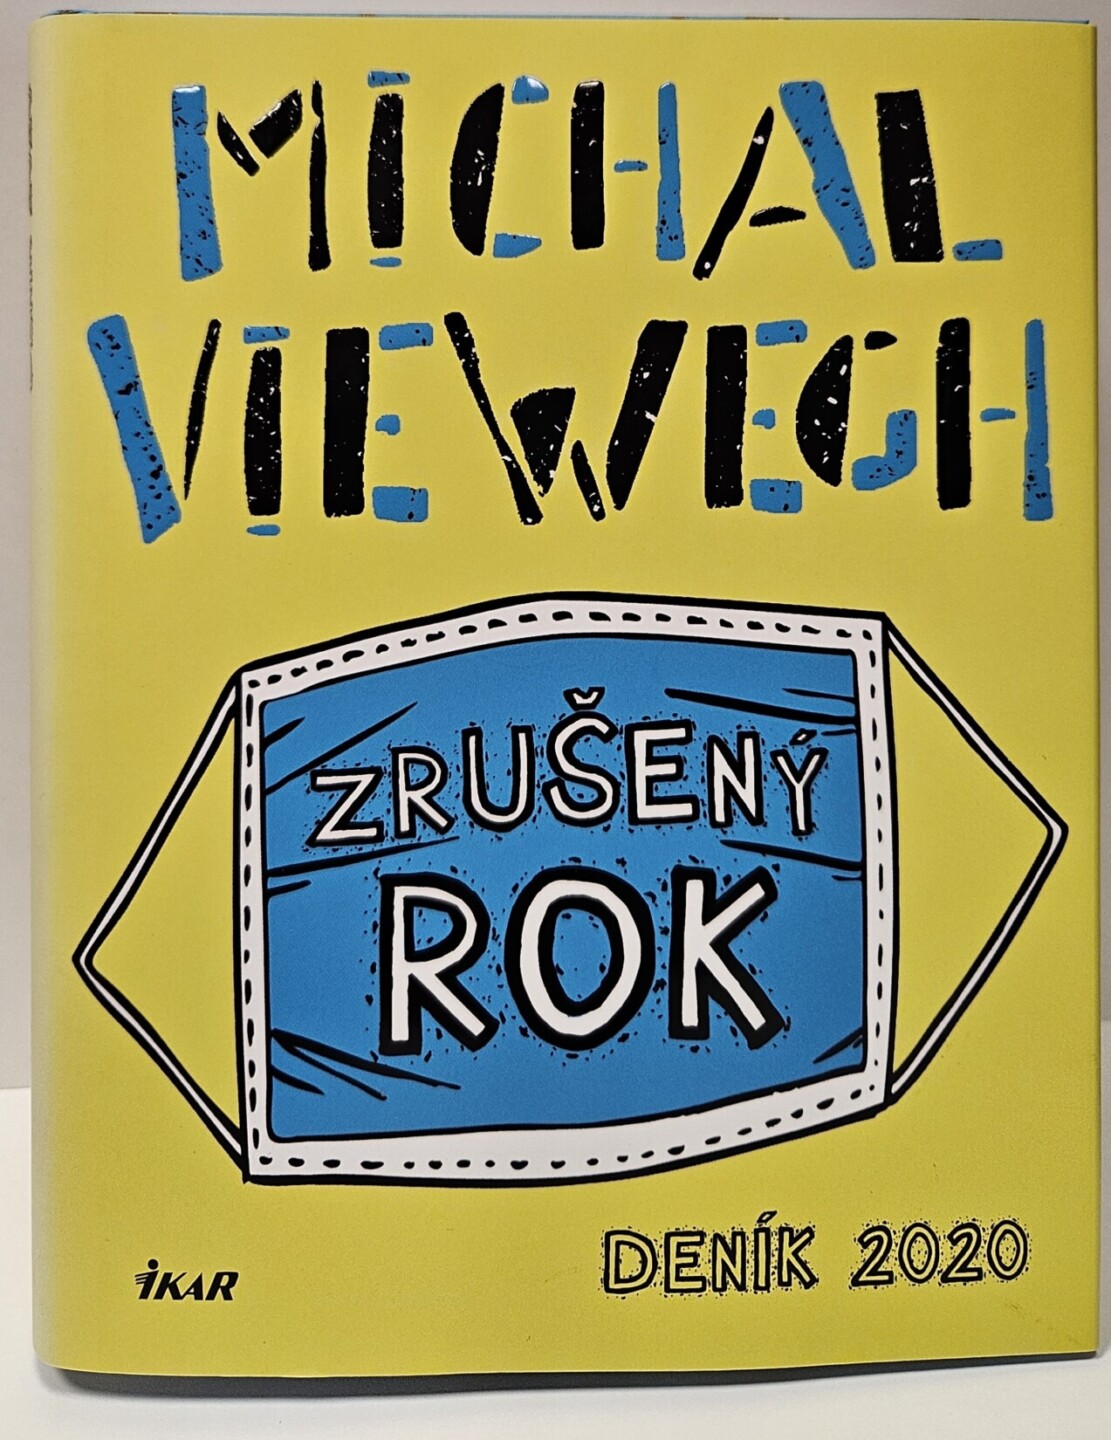 MICHAL
VIEWEGH
ZRUŠENÝ
ROK
DENÍK 2020
IKAR